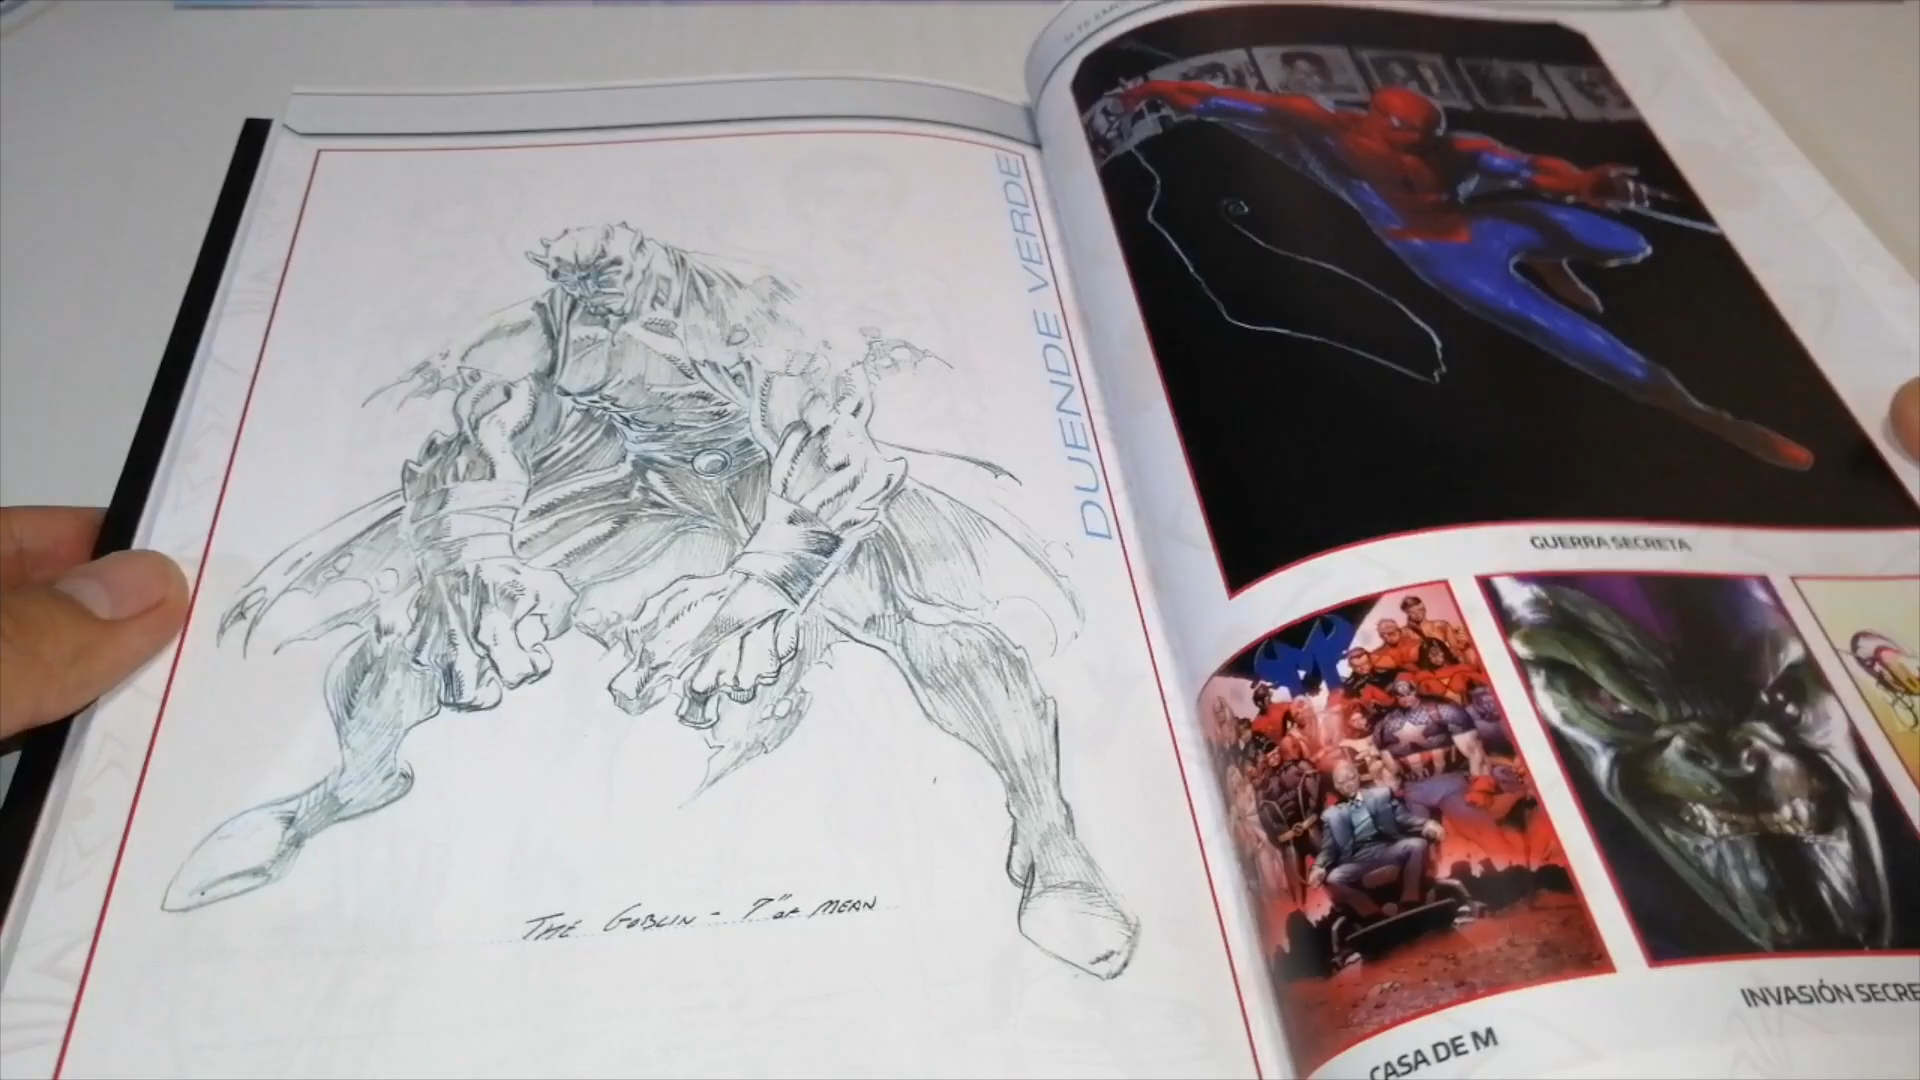 DUENDE VERDE
THE GOBLIN - 7" OF MEAN
GUERRA SECRETA
CASA DE M
INVASIÓN SECRE